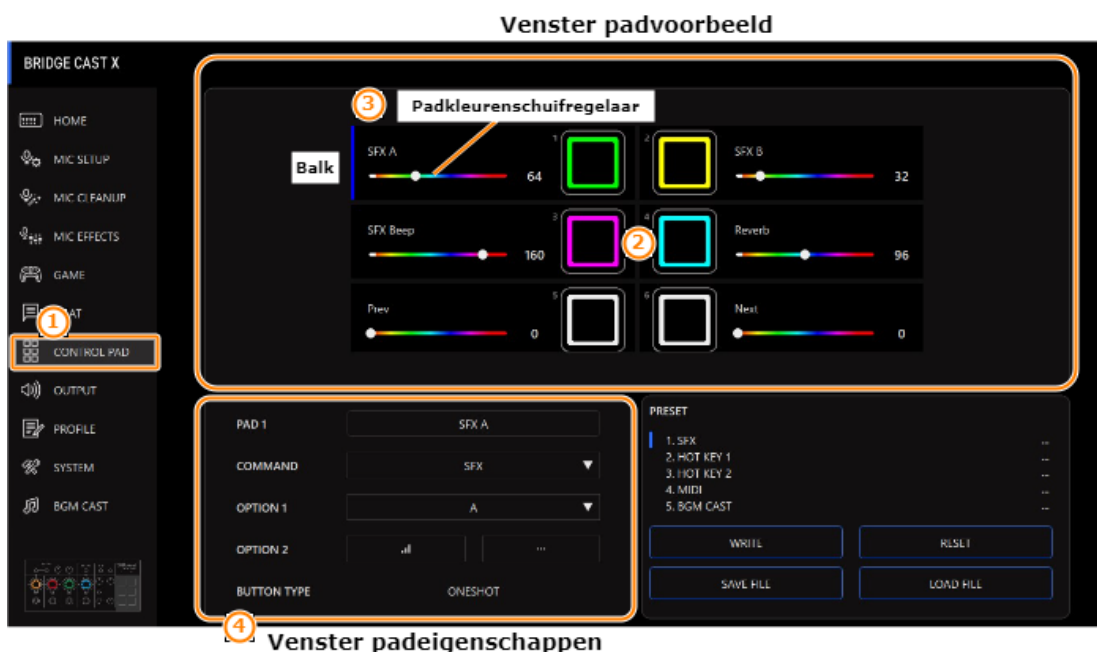 Venster padvoorbeeld
BRIDGE CAST X
HOME
MIC SETUP
MIC CLEANUP
MIC EFFECTS
GAME
1
CONTROL PAD
OUTPUT
PROFILE
SYSTEM
BGM CAST
3 Padkleurenschuifregelaar
Balk
SFX A 64 1
2 SFX B 32
SFX Beep 160 3
2
4 Reverb 96
Prev 0 5
6 Next 0
PAD 1 SFX A
COMMAND SFX
OPTION 1 A
OPTION 2 ...
BUTTON TYPE ONESHOT
PRESET
1. SFX ...
2. HOT KEY 1 ...
3. HOT KEY 2 ...
4. MIDI ...
5. BGM CAST ...
WRITE RESET
SAVE FILE LOAD FILE
4 Venster padeigenschappen